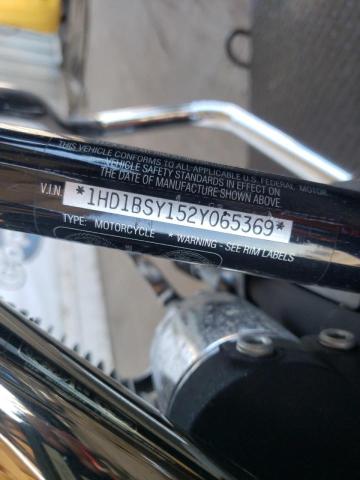 THIS VEHICLE CONFORMS TO ALL APPLICABLE U.S. FEDERAL MOTOR
VEHICLE SAFETY STANDARDS IN EFFECT ON
THE DATE OF MANUFACTURE SHOWN ABOVE
V.I.N. *1HD1BSY152Y065369*
TYPE: MOTORCYCLE * WARNING - SEE RIM LABELS